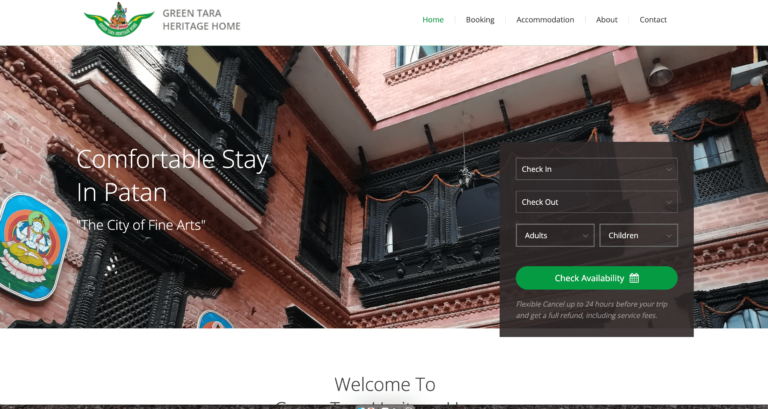 GREEN TARA
HERITAGE HOME
Home
Booking
Accommodation
About
Contact
Comfortable Stay
In Patan
"The City of Fine Arts"
Check In
Check Out
Adults
Children
Check Availability
Flexible Cancel up to 24 hours before your trip
and get a full refund, including service fees.
Welcome To